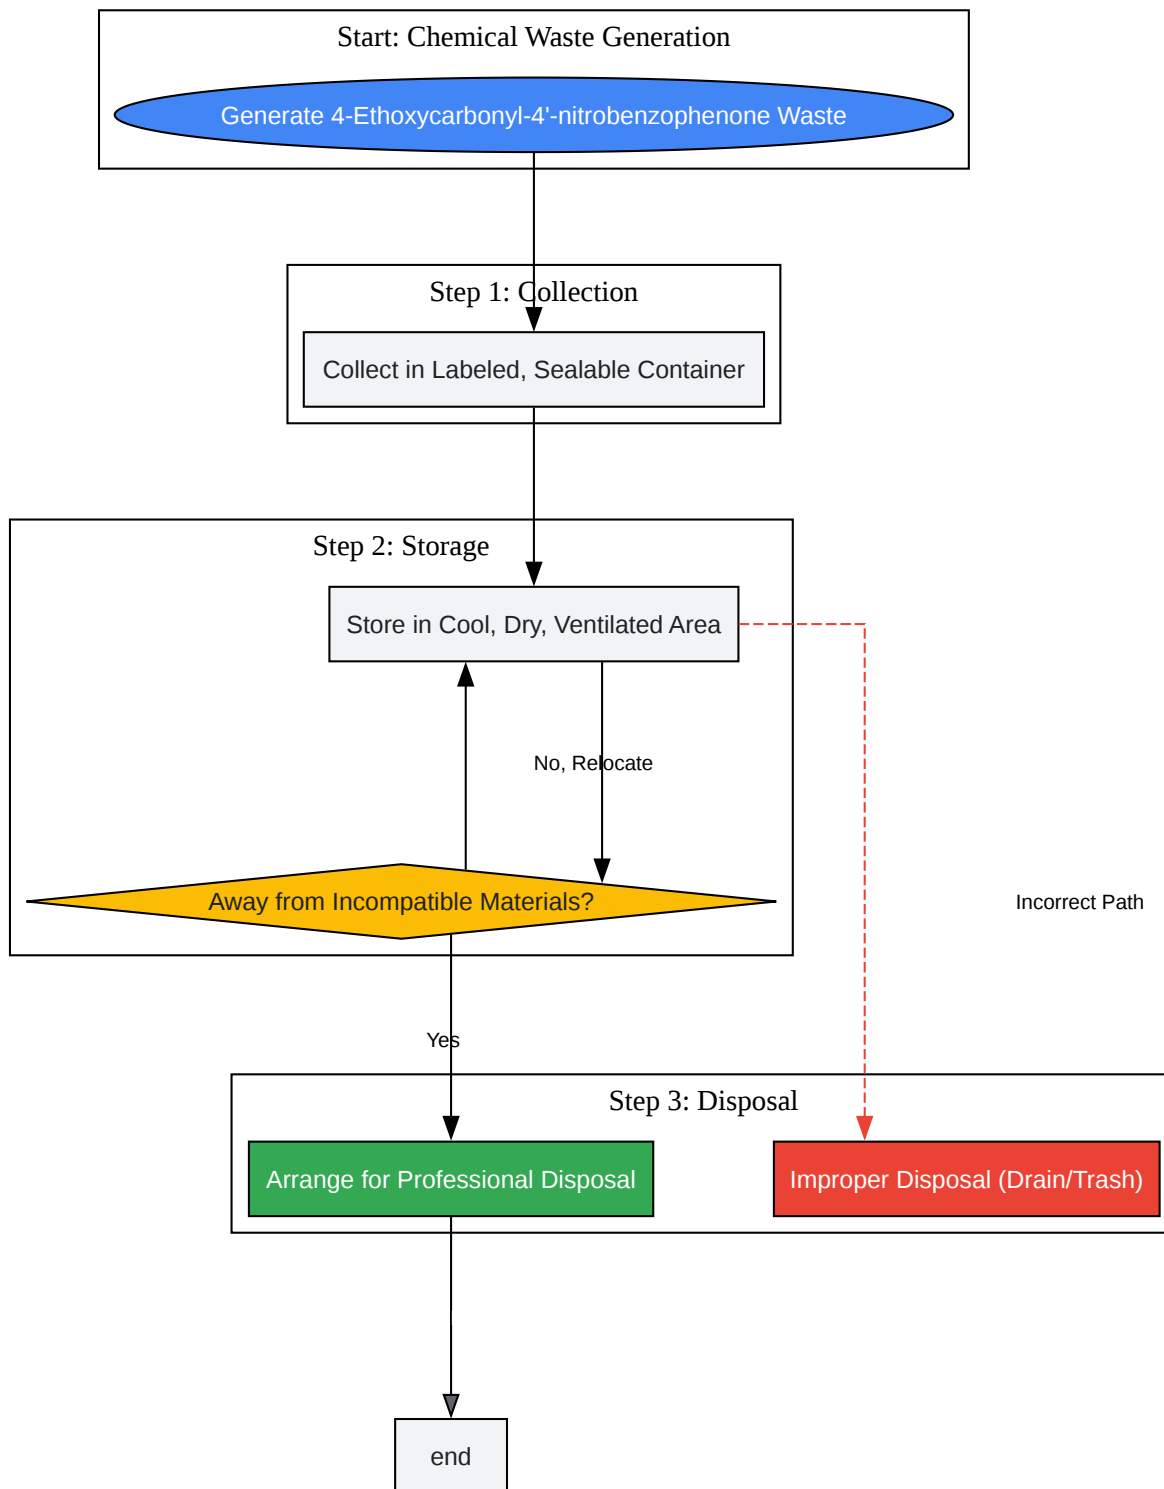 Start: Chemical Waste Generation
Generate 4-Ethoxycarbonyl-4'-nitrobenzophenone Waste
Step 1: Collection
Collect in Labeled, Sealable Container
Step 2: Storage
Store in Cool, Dry, Ventilated Area
No, Relocate
Away from Incompatible Materials?
Incorrect Path
Yes
Step 3: Disposal
Arrange for Professional Disposal
Improper Disposal (Drain/Trash)
end